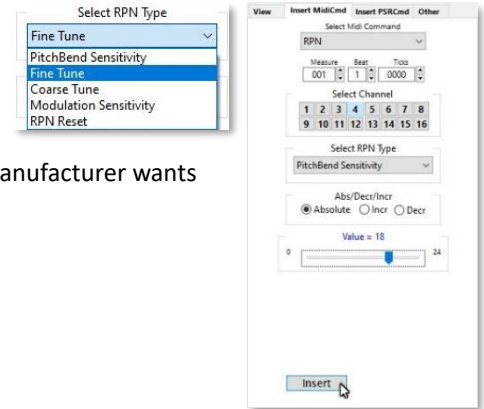 Select RPN Type
Fine Tune
PitchBend Sensitivity
Fine Tune
Coarse Tune
Modulation Sensitivity
RPN Reset
anufacturer wants
View Insert MidiCmd Insert PSRCmd Other
Select Midi Command
RPN
Measure Beat Ticks
001 1 0000
Select Channel
1 2 3 4 5 6 7 8
9 10 11 12 13 14 15 16
Select RPN Type
PitchBend Sensitivity
Abs/Decr/Incr
Absolute Incr Decr
Value = 18
0 24
Insert